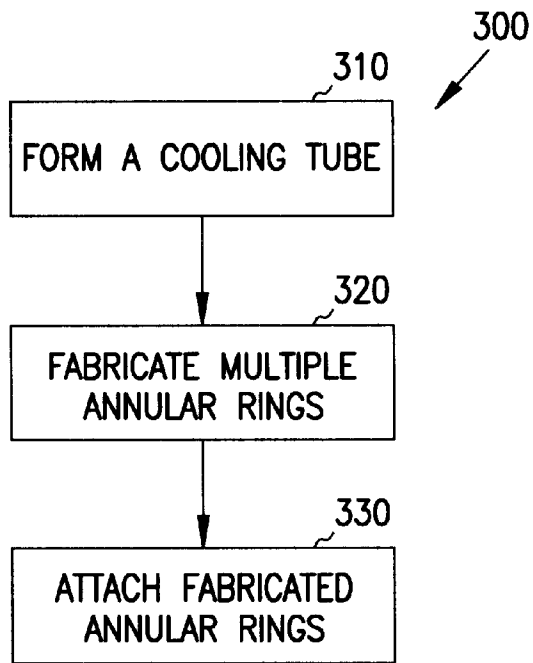 300
310
FORM A COOLING TUBE
320
FABRICATE MULTIPLE
ANNULAR RINGS
330
ATTACH FABRICATED
ANNULAR RINGS